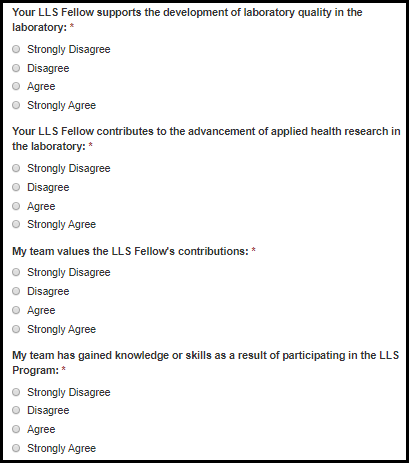 Your LLS Fellow supports the development of laboratory quality in the
laboratory: *
Strongly Disagree
Disagree
Agree
Strongly Agree
Your LLS Fellow contributes to the advancement of applied health research in
the laboratory: *
Strongly Disagree
Disagree
Agree
Strongly Agree
My team values the LLS Fellow's contributions: *
Strongly Disagree
Disagree
Agree
Strongly Agree
My team has gained knowledge or skills as a result of participating in the LLS
Program: *
Strongly Disagree
Disagree
Agree
Strongly Agree